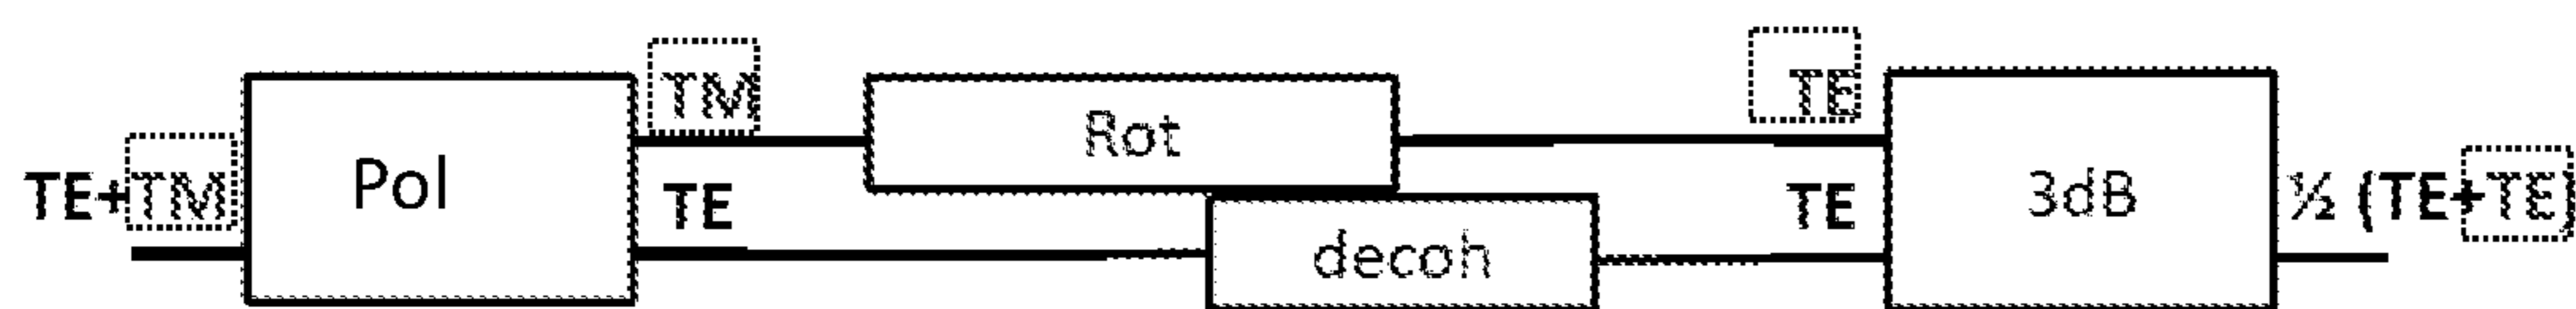 TE+TM
Pol
TM
TE
Rot
decoh
TE
TE
3dB
½ (TE+TE)